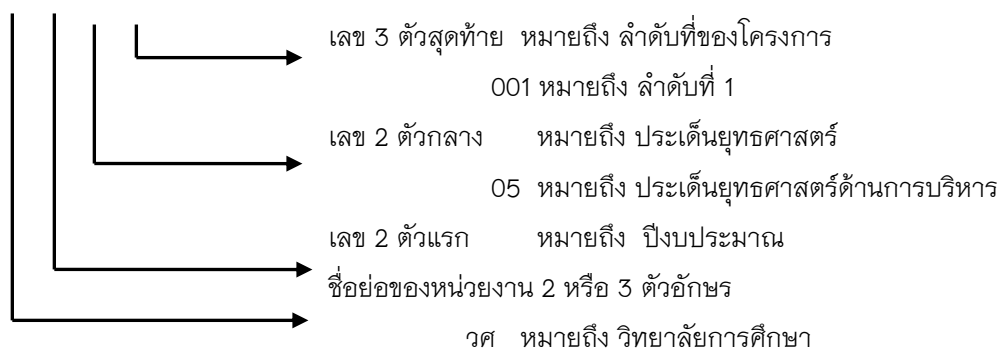 เลข 3 ตัวสุดท้าย หมายถึง ลำดับที่ของโครงการ
001 หมายถึง ลำดับที่ 1
เลข 2 ตัวกลาง หมายถึง ประเด็นยุทธศาสตร์
05 หมายถึง ประเด็นยุทธศาสตร์ด้านการบริหาร
เลข 2 ตัวแรก หมายถึง ปีงบประมาณ
ชื่อย่อของหน่วยงาน 2 หรือ 3 ตัวอักษร
วศ หมายถึง วิทยาลัยการศึกษา